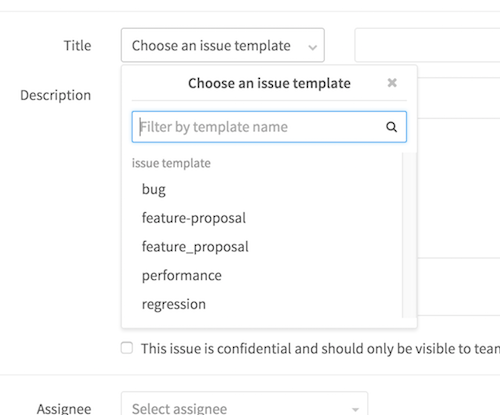 Title
Choose an issue template
Choose an issue template
Description
Filter by template name
issue template
bug
feature-proposal
feature_proposal
performance
regression
This issue is confidential and should only be visible to team
Assignee
Select assignee